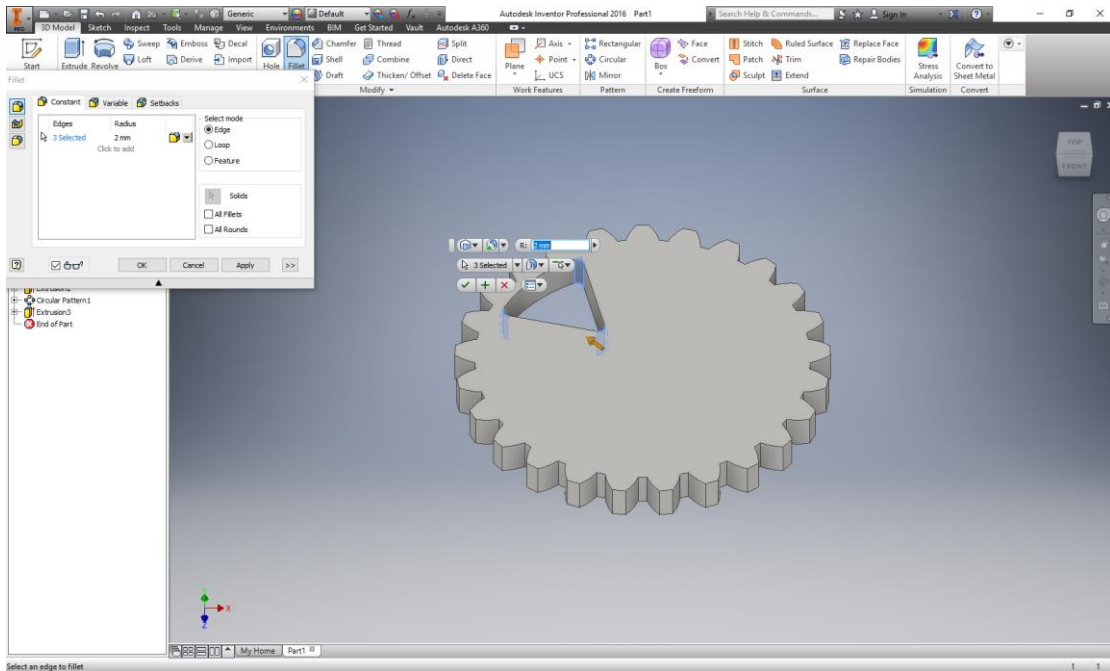 PRO
Generic
Default
Autodesk Inventor Professional 2016 Part1
Search Help & Commands...
Sign In
3D Model Sketch Inspect Tools Manage View Environments BIM Get Started Vault Autodesk A360
Start
Extrude Revolve
Sweep Emboss Decal
Loft Derive Import
Hole Fillet
Chamfer Thread Split
Shell Combine Direct
Draft Thicken/ Offset Delete Face
Plane
Axis
Point
UCS
Rectangular
Circular
Mirror
Box
Face
Convert
Stitch Ruled Surface Replace Face
Patch Trim Repair Bodies
Sculpt Extend
Stress Analysis
Convert to Sheet Metal
Modify Work Features Pattern Create Freeform Surface Simulation Convert
Fillet
Constant Variable Setbacks
Edges Radius
3 Selected 2 mm
Click to add
Select mode
Edge
Loop
Feature
Solids
All Fillets
All Rounds
OK Cancel Apply >>
Circular Pattern1
Extrusion3
End of Part
R: 2 mm
3 Selected
TOP
FRONT
Y
X
Z
My Home Part1
Select an edge to fillet
1 1